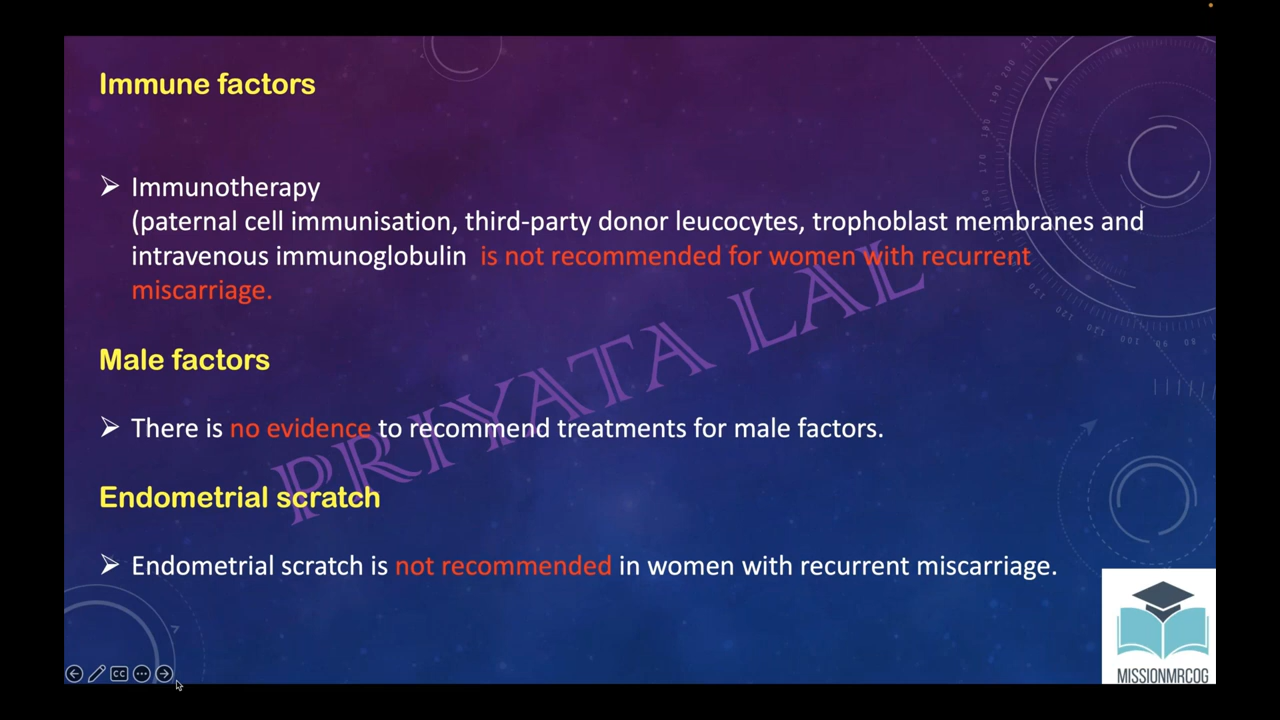 Immune factors
➢ Immunotherapy
(paternal cell immunisation, third-party donor leucocytes, trophoblast membranes and
intravenous immunoglobulin is not recommended for women with recurrent
miscarriage.
Male factors
➢ There is no evidence to recommend treatments for male factors.
Endometrial scratch
➢ Endometrial scratch is not recommended in women with recurrent miscarriage.
PRIYATA LAL
MISSIONMRCOG
CC